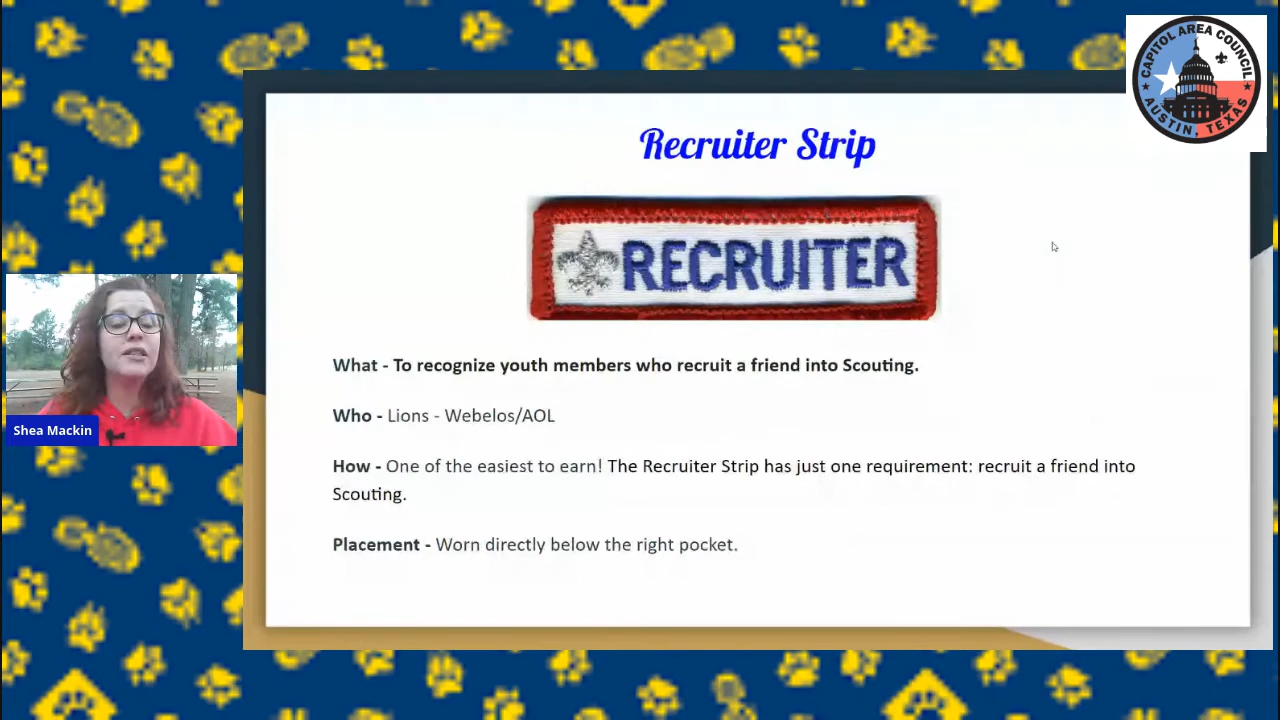 CAPITOL AREA COUNCIL
AUSTIN, TEXAS
Recruiter Strip
RECRUITER
What - To recognize youth members who recruit a friend into Scouting.
Who - Lions - Webelos/AOL
How - One of the easiest to earn! The Recruiter Strip has just one requirement: recruit a friend into
Scouting.
Placement - Worn directly below the right pocket.
Shea Mackin